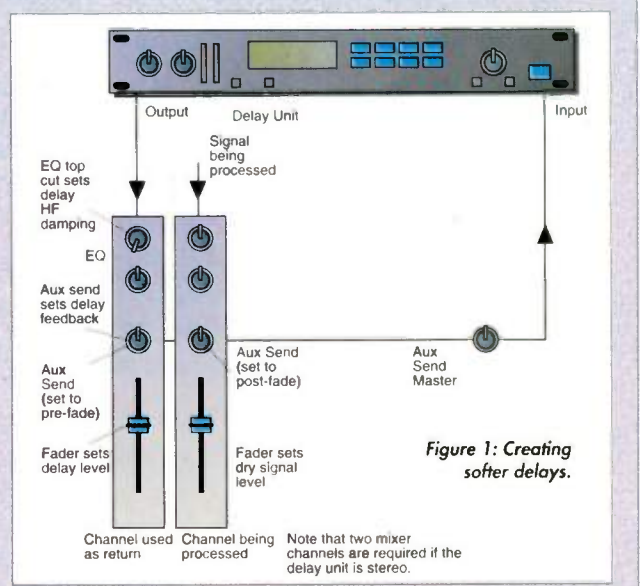 Output
Delay Unit
Input
Signal
being
processed
EQ top
cut sets
delay
HF
damping
EQ
Aux send
sets delay
feedback
Aux
Send
(set to
pre-fade)
Aux Send
(set to
post-fade)
Aux
Send
Master
Fader sets
delay level
Fader sets
dry signal
level
Figure 1: Creating
softer delays.
Channel used
as return
Channel being
processed
Note that two mixer
channels are required if the
delay unit is stereo.